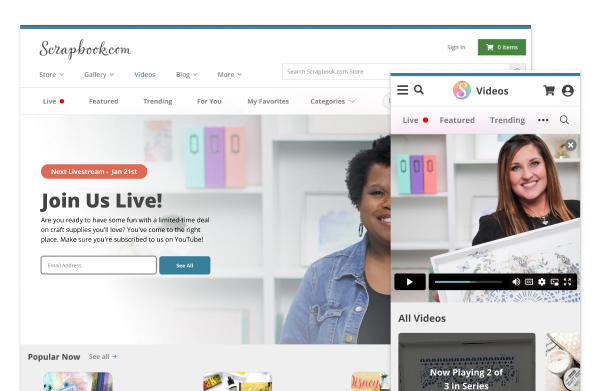 Scrapbook.com
Sign In
0 Items
Store
Gallery
Videos
Blog
More
Search Scrapbook.com Store
Live
Featured
Trending
For You
My Favorites
Categories
Next Livestream - Jan 21st
Join Us Live!
Are you ready to have some fun with a limited-time deal
on craft supplies you'll love? You've come to the right
place. Make sure you're subscribed to us on YouTube!
Email Address
See All
Popular Now
See all →
Disney
Videos
Live
Featured
Trending
•••
All Videos
Now Playing 2 of
3 in Series